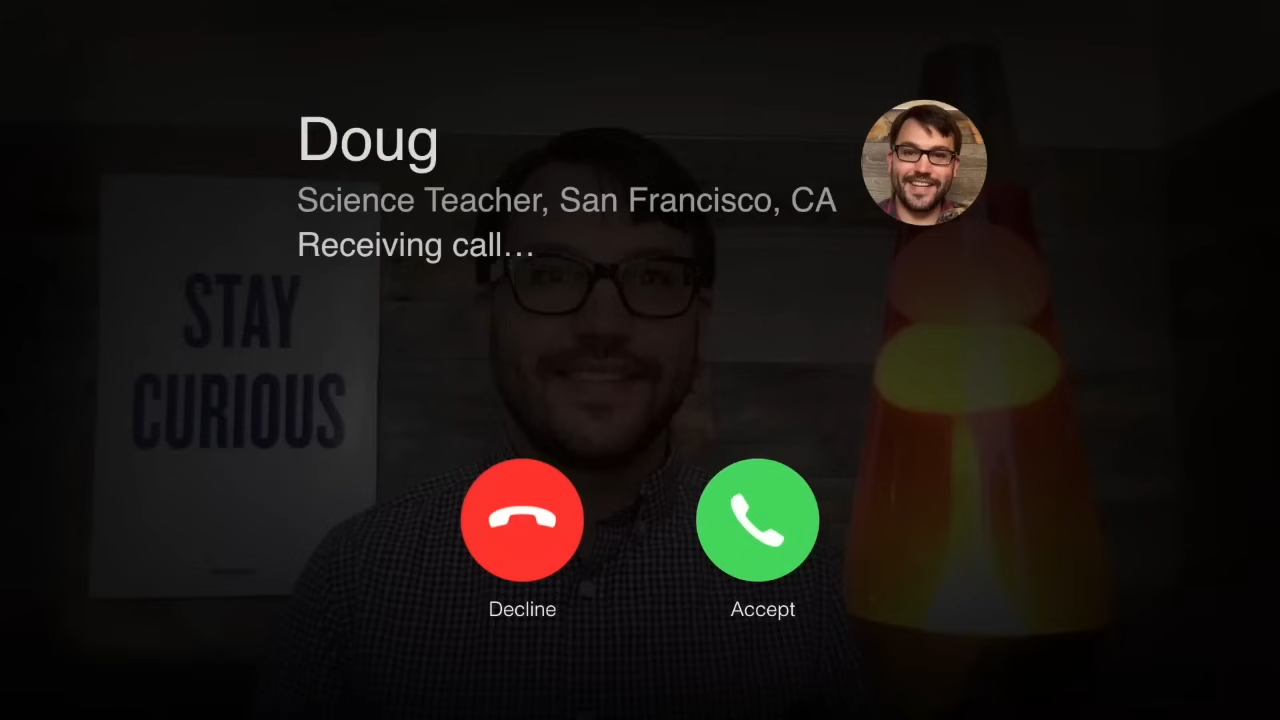 Doug
Science Teacher, San Francisco, CA
Receiving call...
STAY
CURIOUS
Decline
Accept